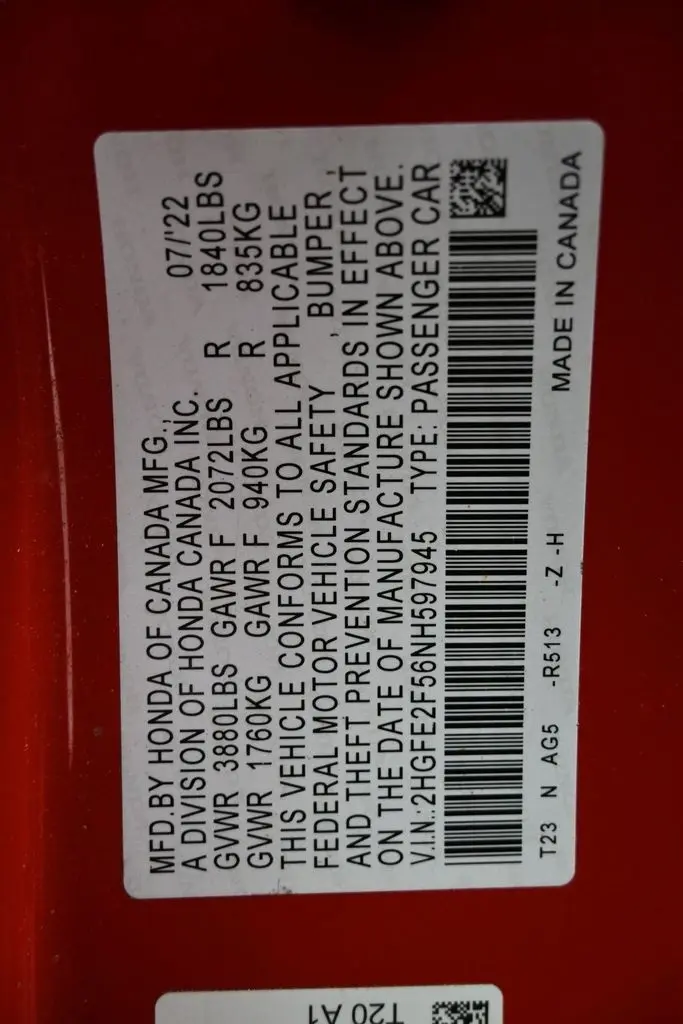 MFD.BY HONDA OF CANADA MFG.,
A DIVISION OF HONDA CANADA INC. 07/'22
GVWR 3880LBS GAWR F 2072LBS R 1840LBS
GVWR 1760KG GAWR F 940KG R 835KG
THIS VEHICLE CONFORMS TO ALL APPLICABLE
FEDERAL MOTOR VEHICLE SAFETY , BUMPER ,
AND THEFT PREVENTION STANDARDS IN EFFECT
ON THE DATE OF MANUFACTURE SHOWN ABOVE.
V.I.N.:2HGFE2F56NH597945 TYPE: PASSENGER CAR
T23 N AG5 -R513 -Z -H MADE IN CANADA
T20 A1